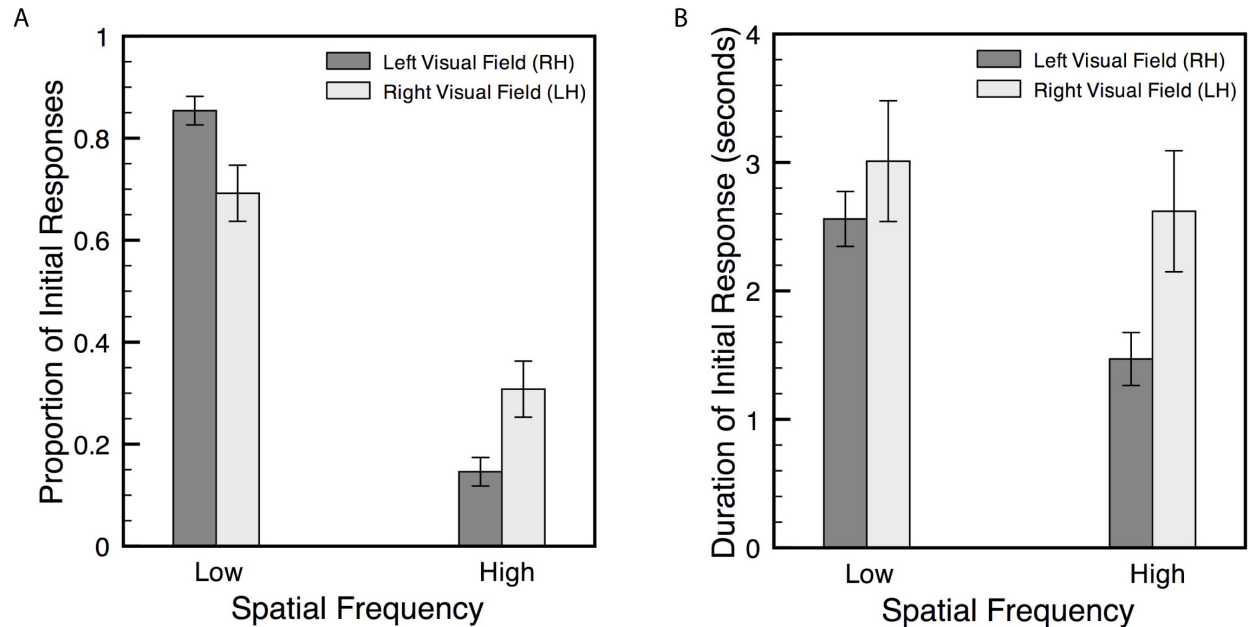 A
Proportion of Initial Responses
1
0.8
0.6
0.4
0.2
0
Left Visual Field (RH)
Right Visual Field (LH)
Low
High
Spatial Frequency
B
Duration of Initial Response (seconds)
4
3
2
1
0
Left Visual Field (RH)
Right Visual Field (LH)
Low
High
Spatial Frequency